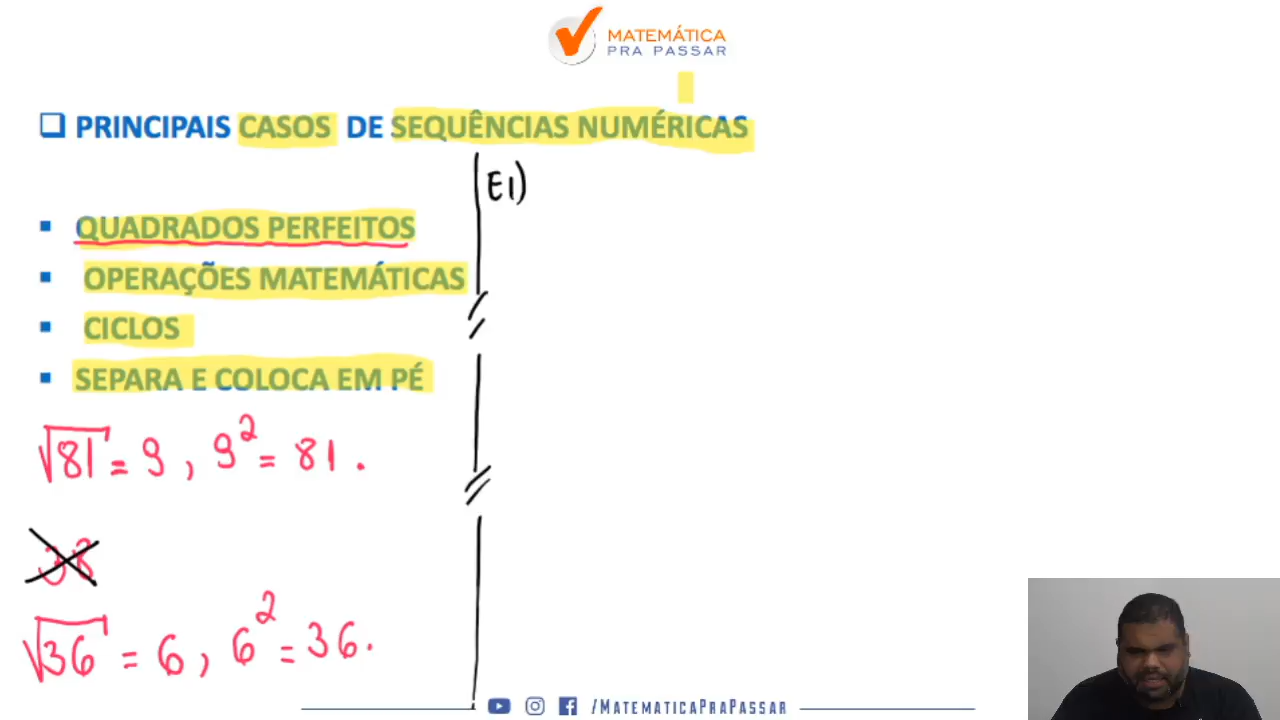 MATEMÁTICA
PRA PASSAR
PRINCIPAIS CASOS DE SEQUÊNCIAS NUMÉRICAS
E1)
QUADRADOS PERFEITOS
OPERAÇÕES MATEMÁTICAS
CICLOS
SEPARA E COLOCA EM PÉ
√81 = 9, 9² = 81.
38
√36 = 6, 6² = 36.
/MATEMATICAPRAPASSAR